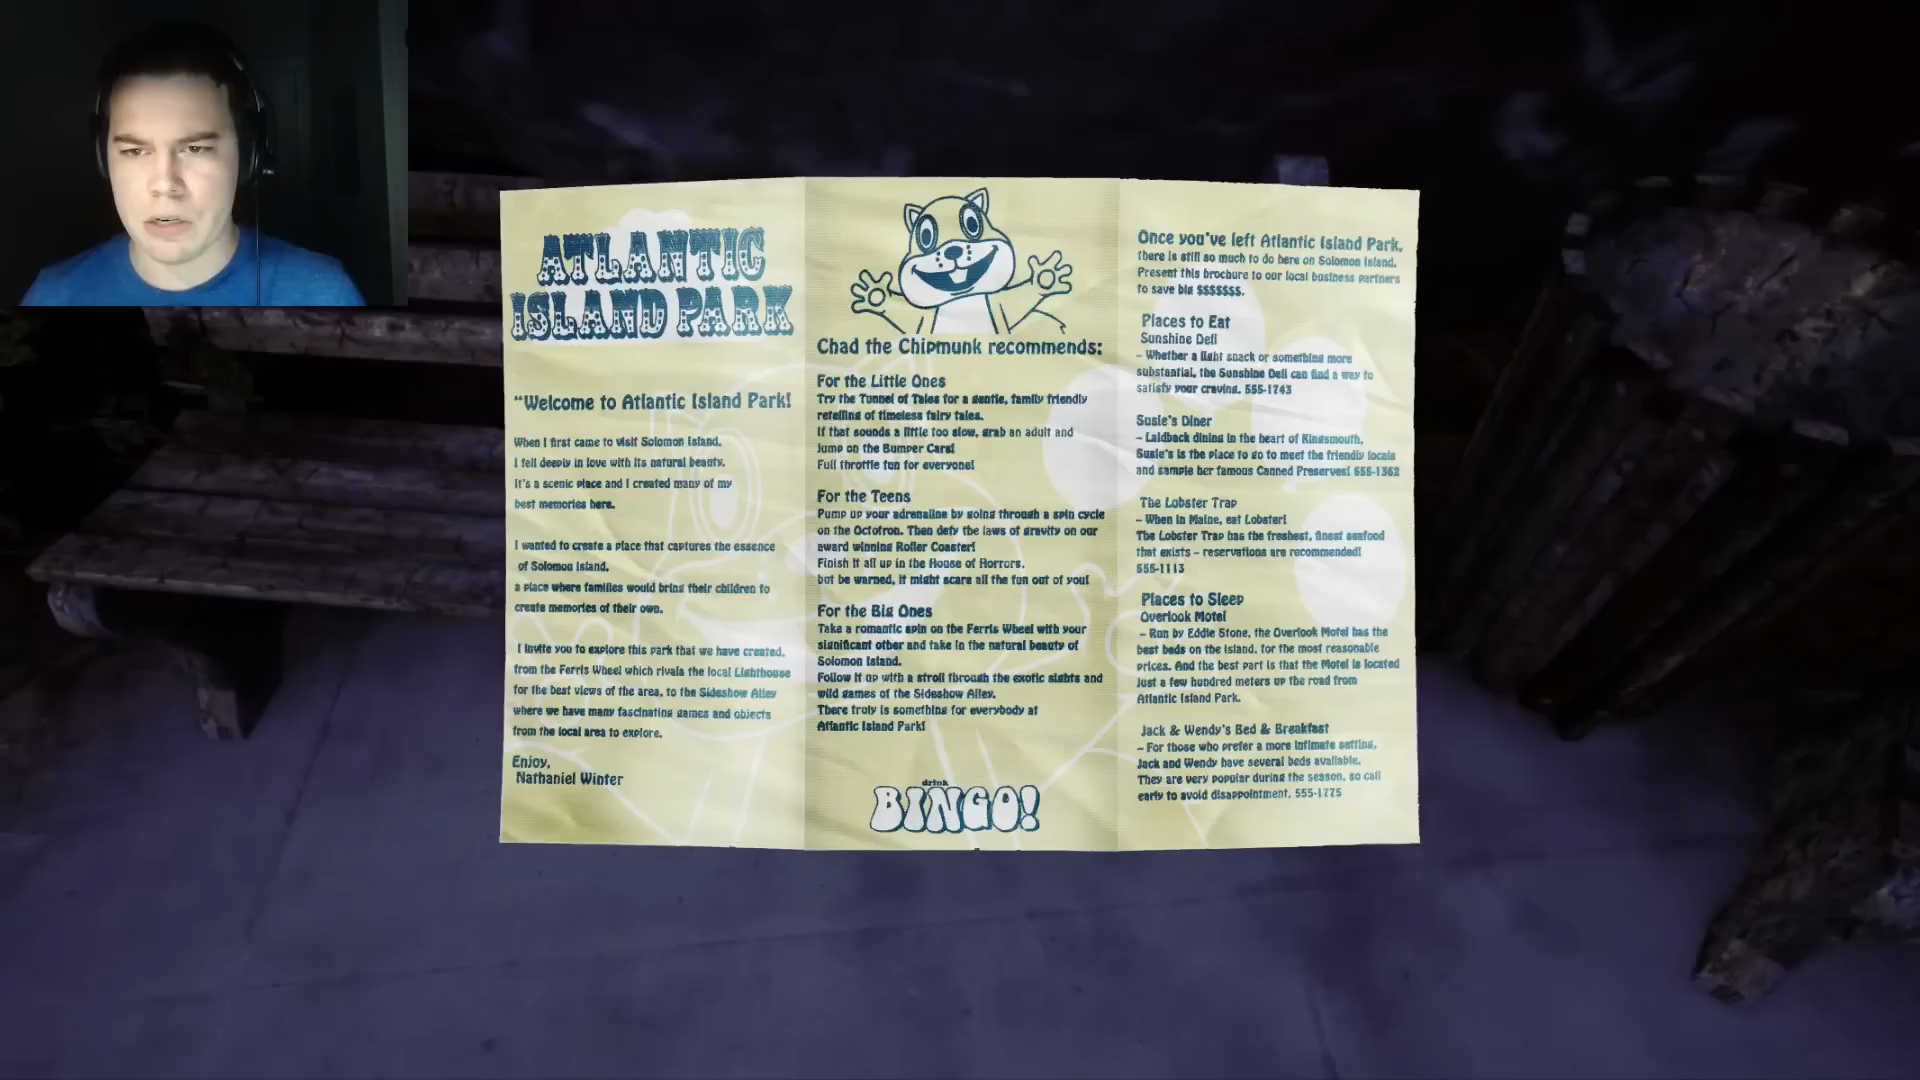 ATLANTIC
ISLAND PARK
"Welcome to Atlantic Island Park!
When I first came to visit Solomon Island,
I fell deeply in love with its natural beauty.
It's a scenic place and I created many of my
best memories here.
I wanted to create a place that captures the essence
of Solomon Island,
a place where families would bring their children to
create memories of their own.
I invite you to explore this park that we have created,
from the Ferris Wheel which rivals the local Lighthouse
for the best views of the area, to the Sideshow Alley
where we have many fascinating games and objects
from the local area to explore.
Enjoy,
Nathaniel Winter
Chad the Chipmunk recommends:
For the Little Ones
Try the Tunnel of Tales for a gentle, family friendly
retelling of timeless fairy tales.
If that sounds a little too slow, grab an adult and
jump on the Bumper Cars!
Full throttle fun for everyone!
For the Teens
Pump up your adrenaline by going through a spin cycle
on the Octotron. Then defy the laws of gravity on our
award winning Roller Coaster!
Finish it all up in the House of Horrors,
but be warned, it might scare all the fun out of you!
For the Big Ones
Take a romantic spin on the Ferris Wheel with your
significant other and take in the natural beauty of
Solomon Island.
Follow it up with a stroll through the exotic sights and
wild games of the Sideshow Alley.
There truly is something for everybody at
Atlantic Island Park!
drink
BINGO!
Once you've left Atlantic Island Park,
there is still so much to do here on Solomon Island.
Present this brochure to our local business partners
to save big $$$$$$$.
Places to Eat
Sunshine Deli
- Whether a light snack or something more
substantial, the Sunshine Deli can find a way to
satisfy your craving. 555-1743
Susie's Diner
- Laidback dining in the heart of Kingsmouth,
Susie's is the place to go to meet the friendly locals
and sample her famous Canned Preserves! 555-1362
The Lobster Trap
- When in Maine, eat Lobster!
The Lobster Trap has the freshest, finest seafood
that exists - reservations are recommended!
555-1113
Places to Sleep
Overlook Motel
- Run by Eddie Stone, the Overlook Motel has the
best beds on the island, for the most reasonable
prices. And the best part is that the Motel is located
just a few hundred meters up the road from
Atlantic Island Park.
Jack & Wendy's Bed & Breakfast
- For those who prefer a more intimate setting,
Jack and Wendy have several beds available.
They are very popular during the season, so call
early to avoid disappointment. 555-1775